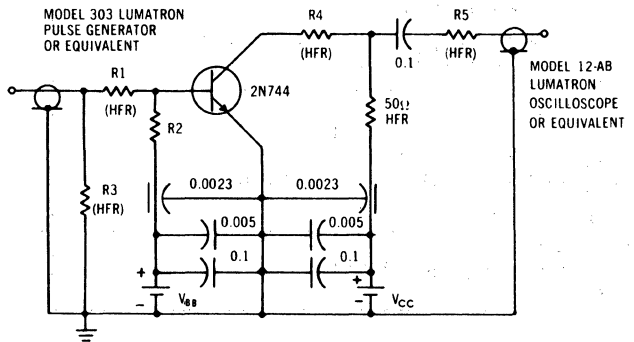 MODEL 303 LUMATRON
PULSE GENERATOR
OR EQUIVALENT
R1
(HFR)
R2
R3
(HFR)
2N744
R4
(HFR)
0.1
R5
(HFR)
MODEL 12-AB
LUMATRON
OSCILLOSCOPE
OR EQUIVALENT
50Ω
HFR
0.0023
0.0023
0.005
0.005
0.1
0.1
+
-
VBB
+
-
VCC